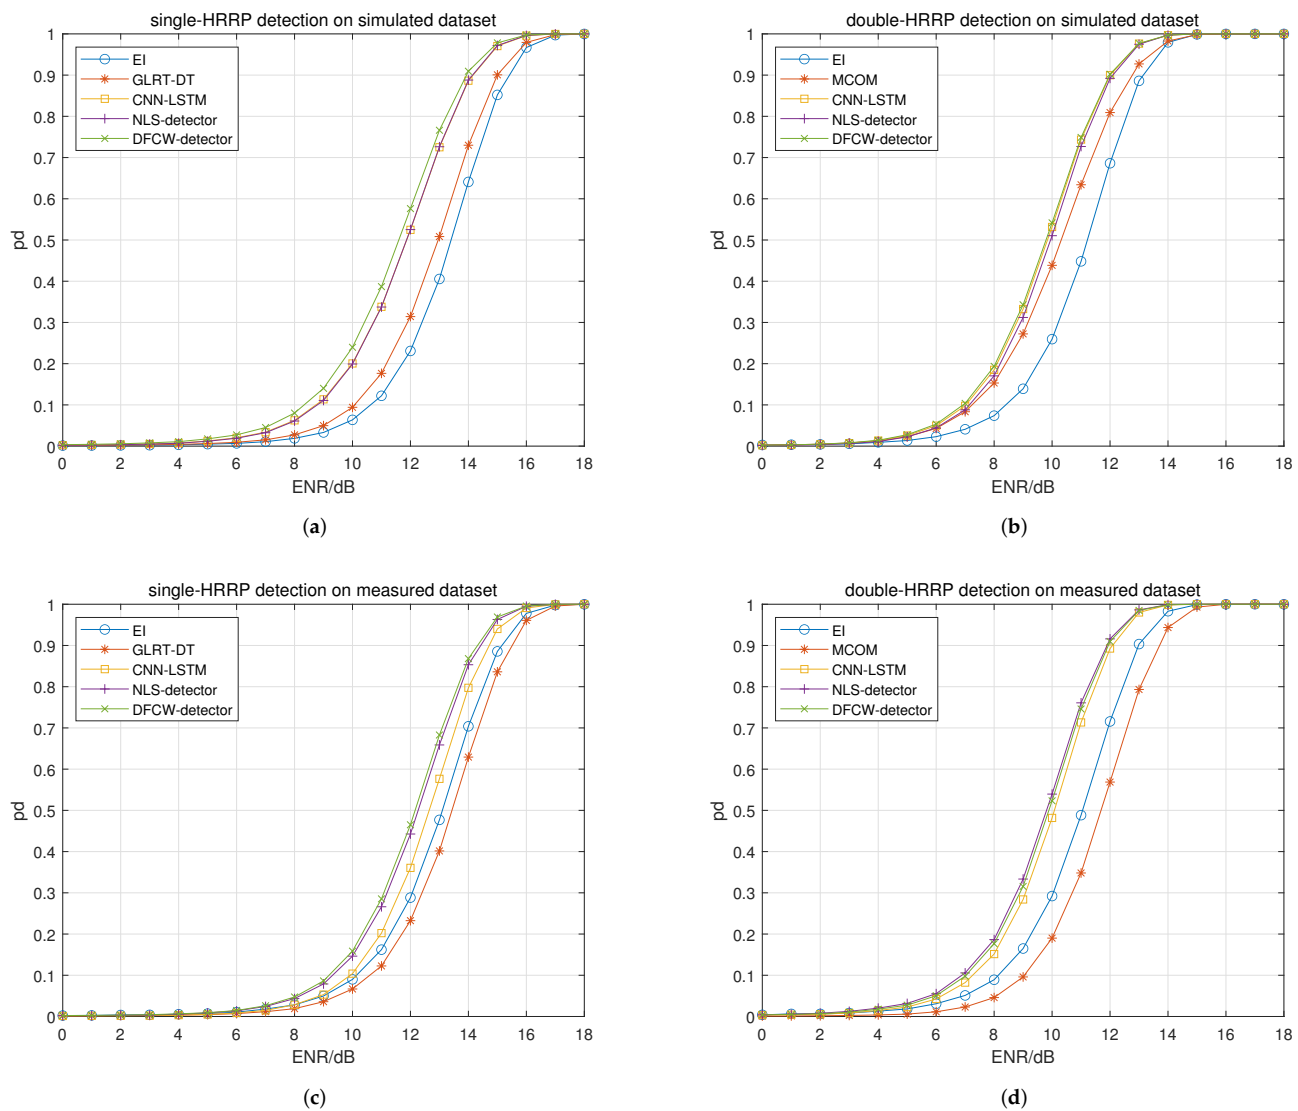 single-HRRP detection on simulated dataset
1
0.9
0.8
0.7
0.6
0.5
0.4
0.3
0.2
0.1
0
pd
EI
GLRT-DT
CNN-LSTM
NLS-detector
DFCW-detector
0 2 4 6 8 10 12 14 16 18
ENR/dB
(a)
double-HRRP detection on simulated dataset
1
0.9
0.8
0.7
0.6
0.5
0.4
0.3
0.2
0.1
0
pd
EI
MCOM
CNN-LSTM
NLS-detector
DFCW-detector
0 2 4 6 8 10 12 14 16 18
ENR/dB
(b)
single-HRRP detection on measured dataset
1
0.9
0.8
0.7
0.6
0.5
0.4
0.3
0.2
0.1
0
pd
EI
GLRT-DT
CNN-LSTM
NLS-detector
DFCW-detector
0 2 4 6 8 10 12 14 16 18
ENR/dB
(c)
double-HRRP detection on measured dataset
1
0.9
0.8
0.7
0.6
0.5
0.4
0.3
0.2
0.1
0
pd
EI
MCOM
CNN-LSTM
NLS-detector
DFCW-detector
0 2 4 6 8 10 12 14 16 18
ENR/dB
(d)